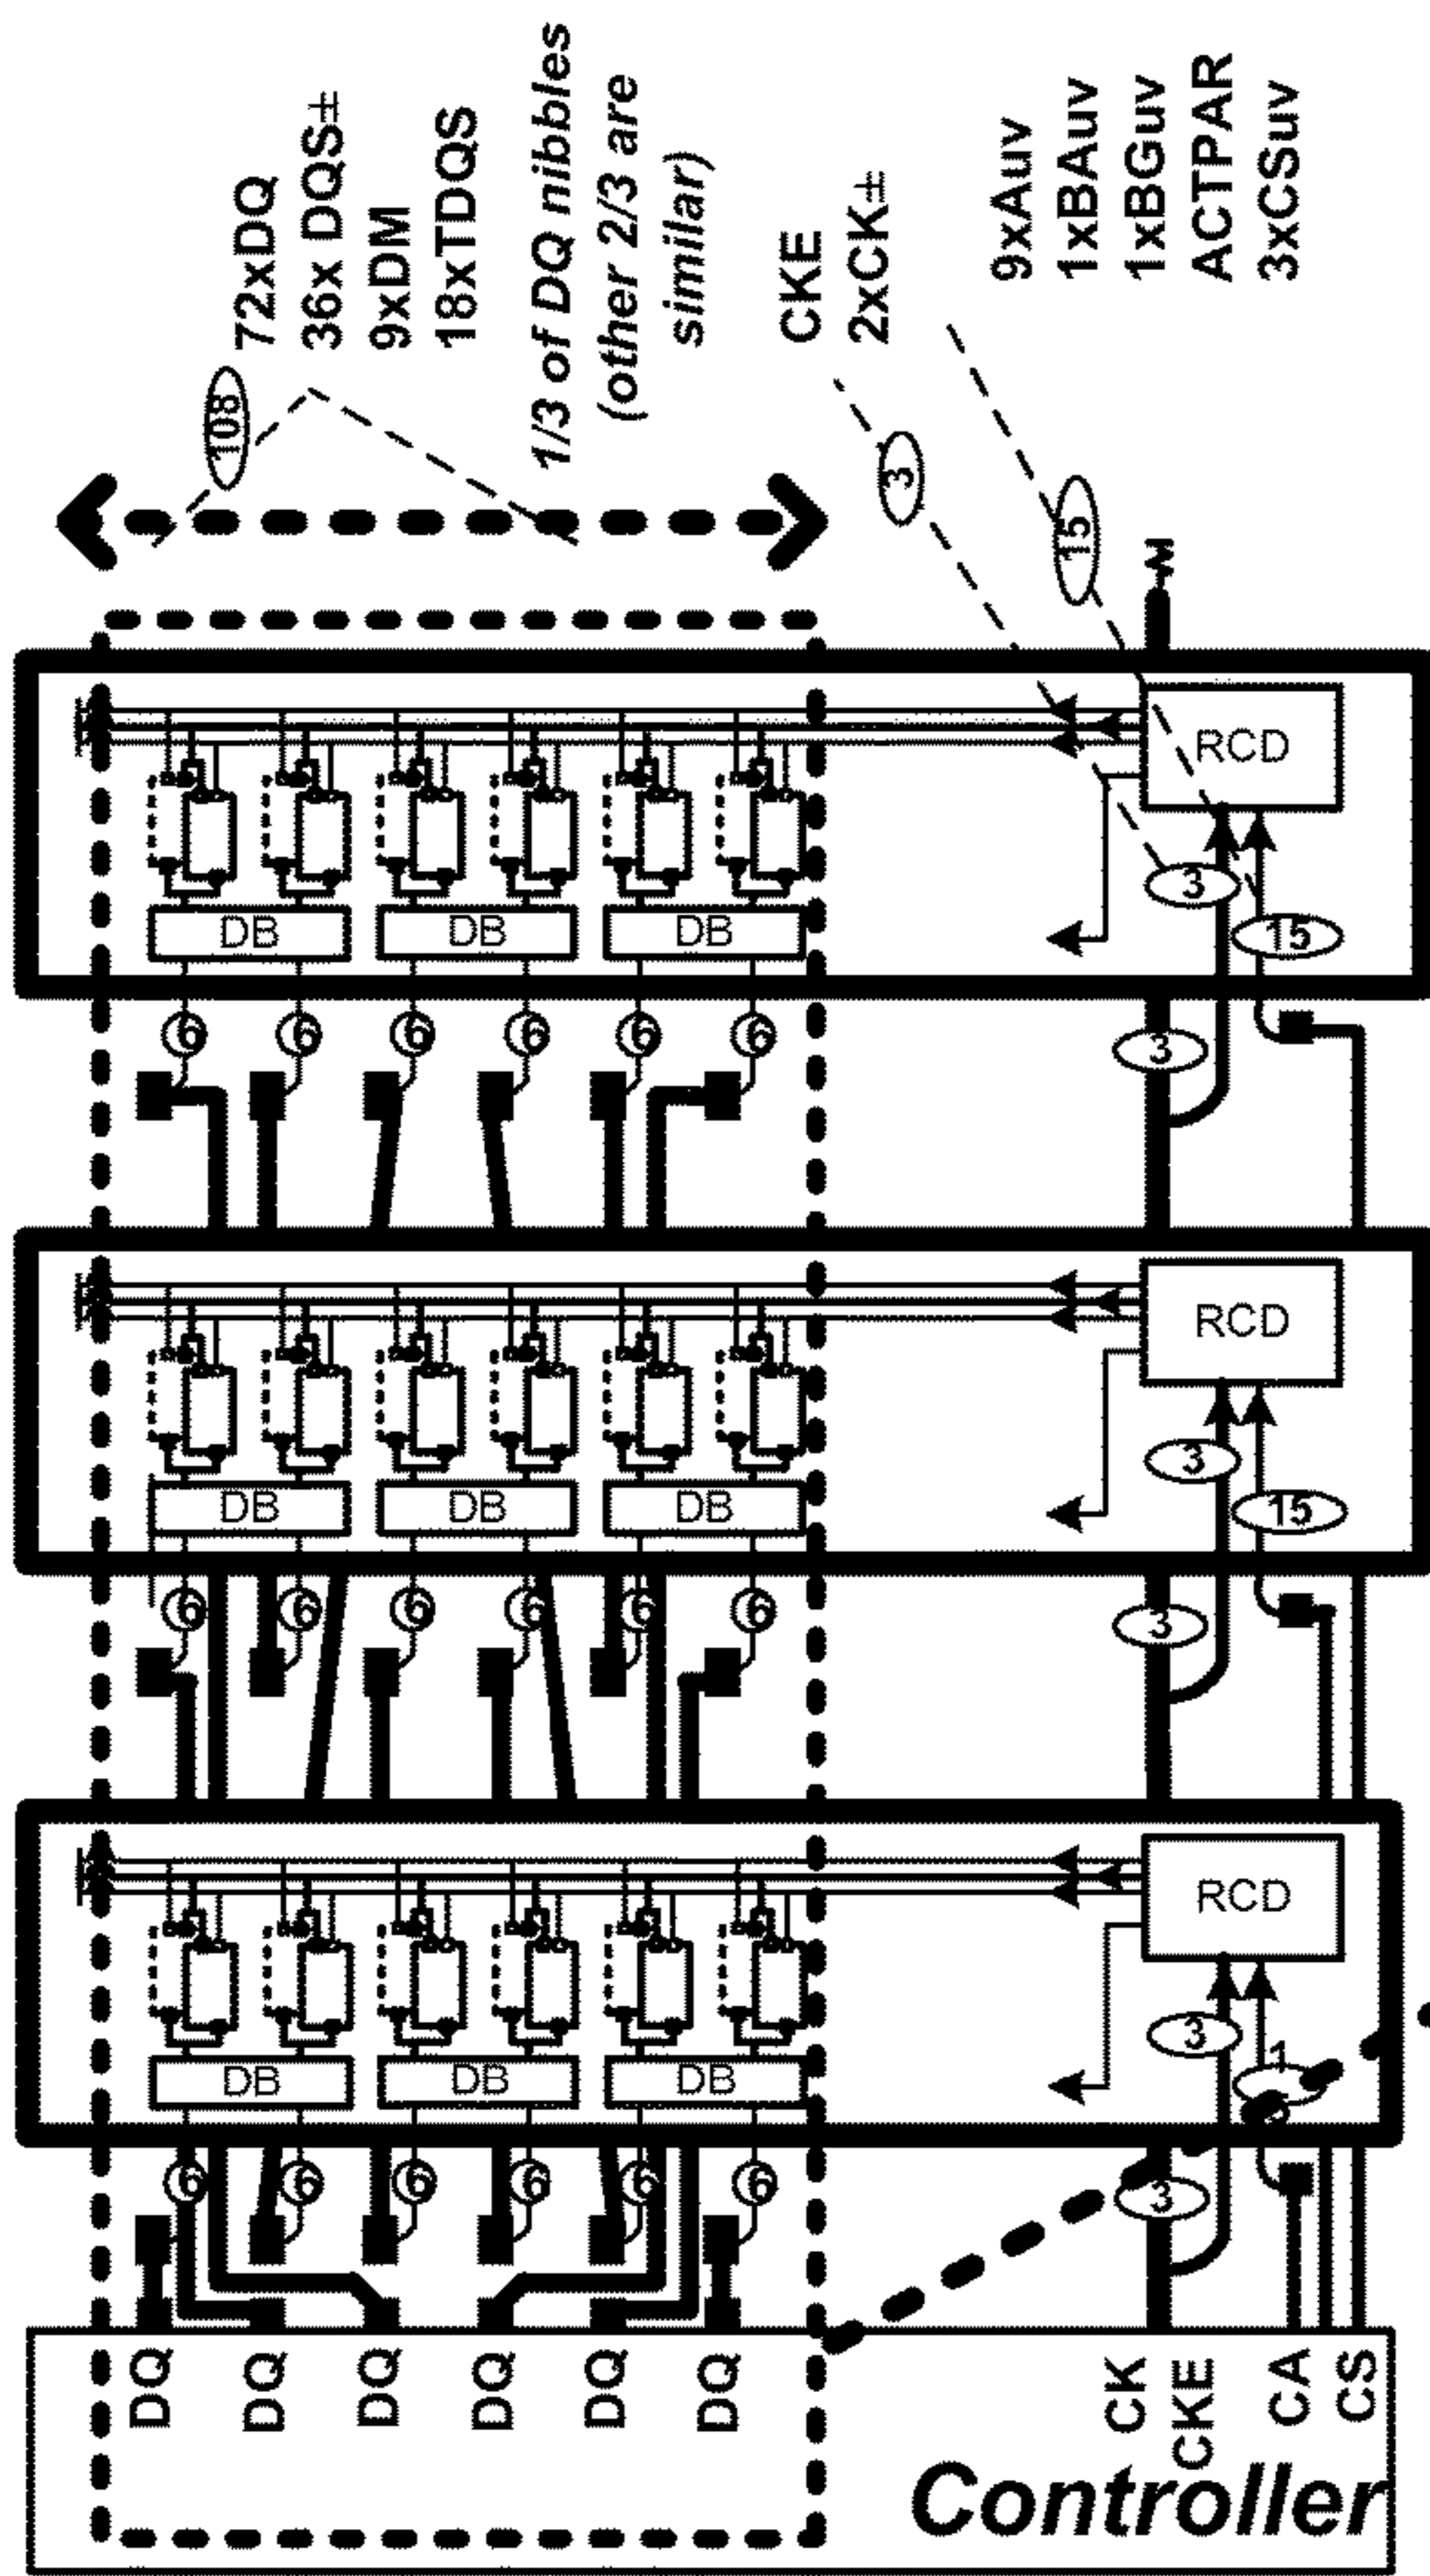 108
72xDQ
36x DQS±
9xDM
18xTDQS
1/3 of DQ nibbles
(other 2/3 are
similar)
3
CKE
2xCK±
15
9xAuv
1xBAuv
1xBGuv
ACTPAR
3xCSuv
RCD
3
15
DB
DB
DB
6
6
6
6
6
6
3
RCD
3
15
DB
DB
DB
6
6
6
6
6
6
3
RCD
3
1
DB
DB
DB
6
6
6
6
6
6
3
DQ
DQ
DQ
DQ
DQ
DQ
CK
CKE
CA
CS
Controller